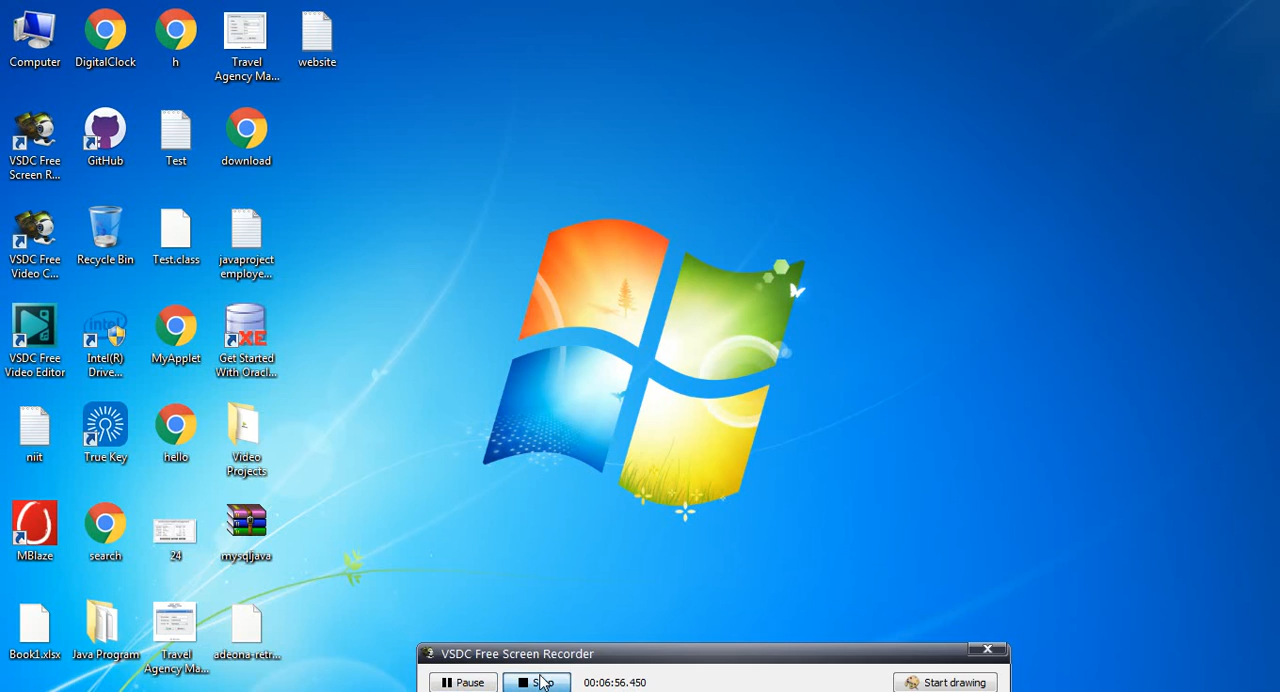 Computer
DigitalClock
h
Travel
Agency Ma...
website
VSDC Free
Screen R...
GitHub
Test
download
VSDC Free
Video C...
Recycle Bin
Test.class
javaproject
employe...
VSDC Free
Video Editor
intel
Intel(R)
Drive...
MyApplet
XE
Get Started
With Oracl...
niit
True Key
hello
Video
Projects
MBlaze
search
24
mysqljava
Book1.xlsx
Java Program
Travel
Agency Ma...
adeona-retr...
VSDC Free Screen Recorder
Pause
00:06:56.450
Start drawing